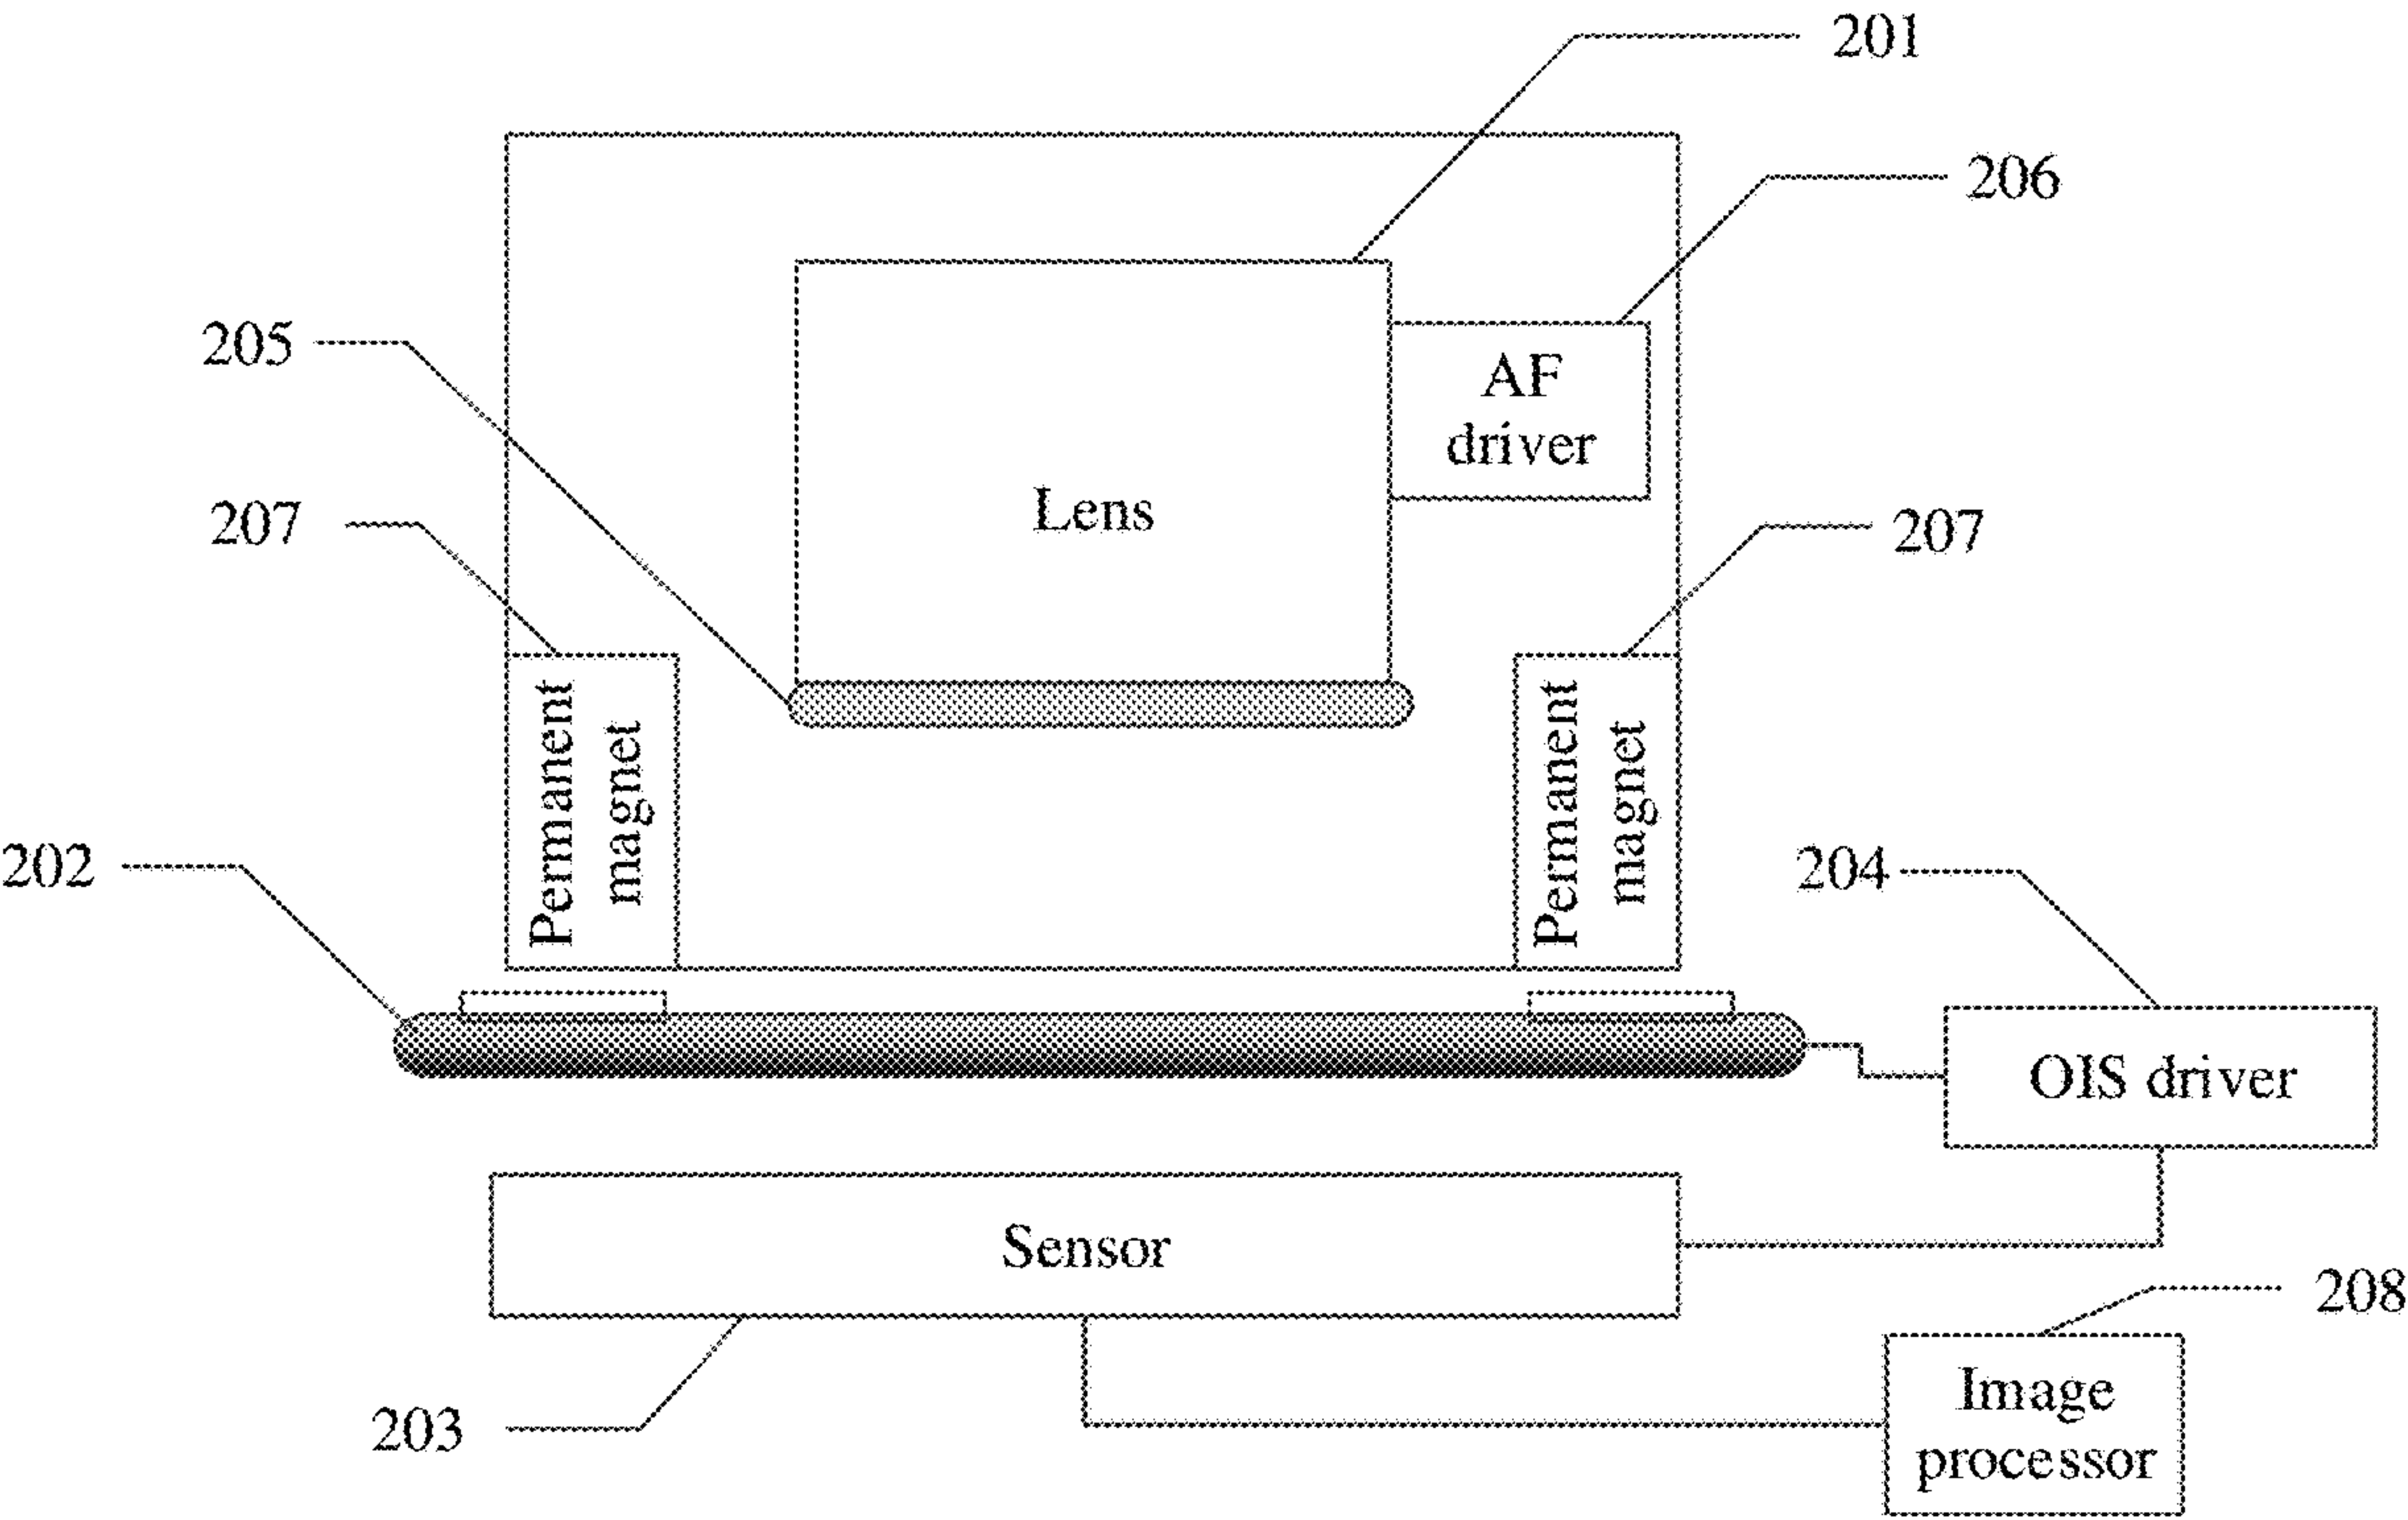 201
206
205
AF
driver
Lens
207
207
Permanent
magnet
Permanent
magnet
202
204
OIS driver
Sensor
208
203
Image
processor